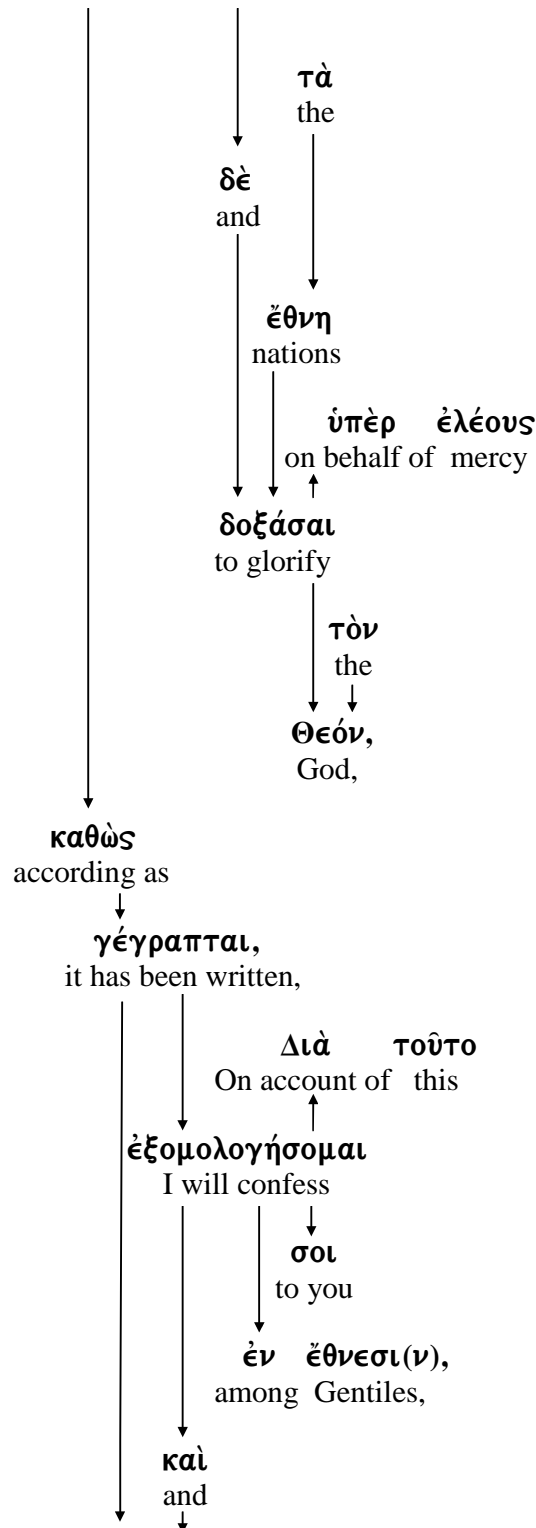 τὰ
the
δὲ
and
ἔθνη
nations
ὑπὲρ ἐλέους
on behalf of mercy
δοξάσαι
to glorify
τὸν
the
Θεόν,
God,
καθὼς
according as
γέγραπται,
it has been written,
Διὰ τοῦτο
On account of this
ἐξομολογήσομαι
I will confess
σοι
to you
ἐν ἔθνεσι(ν),
among Gentiles,
καὶ
and